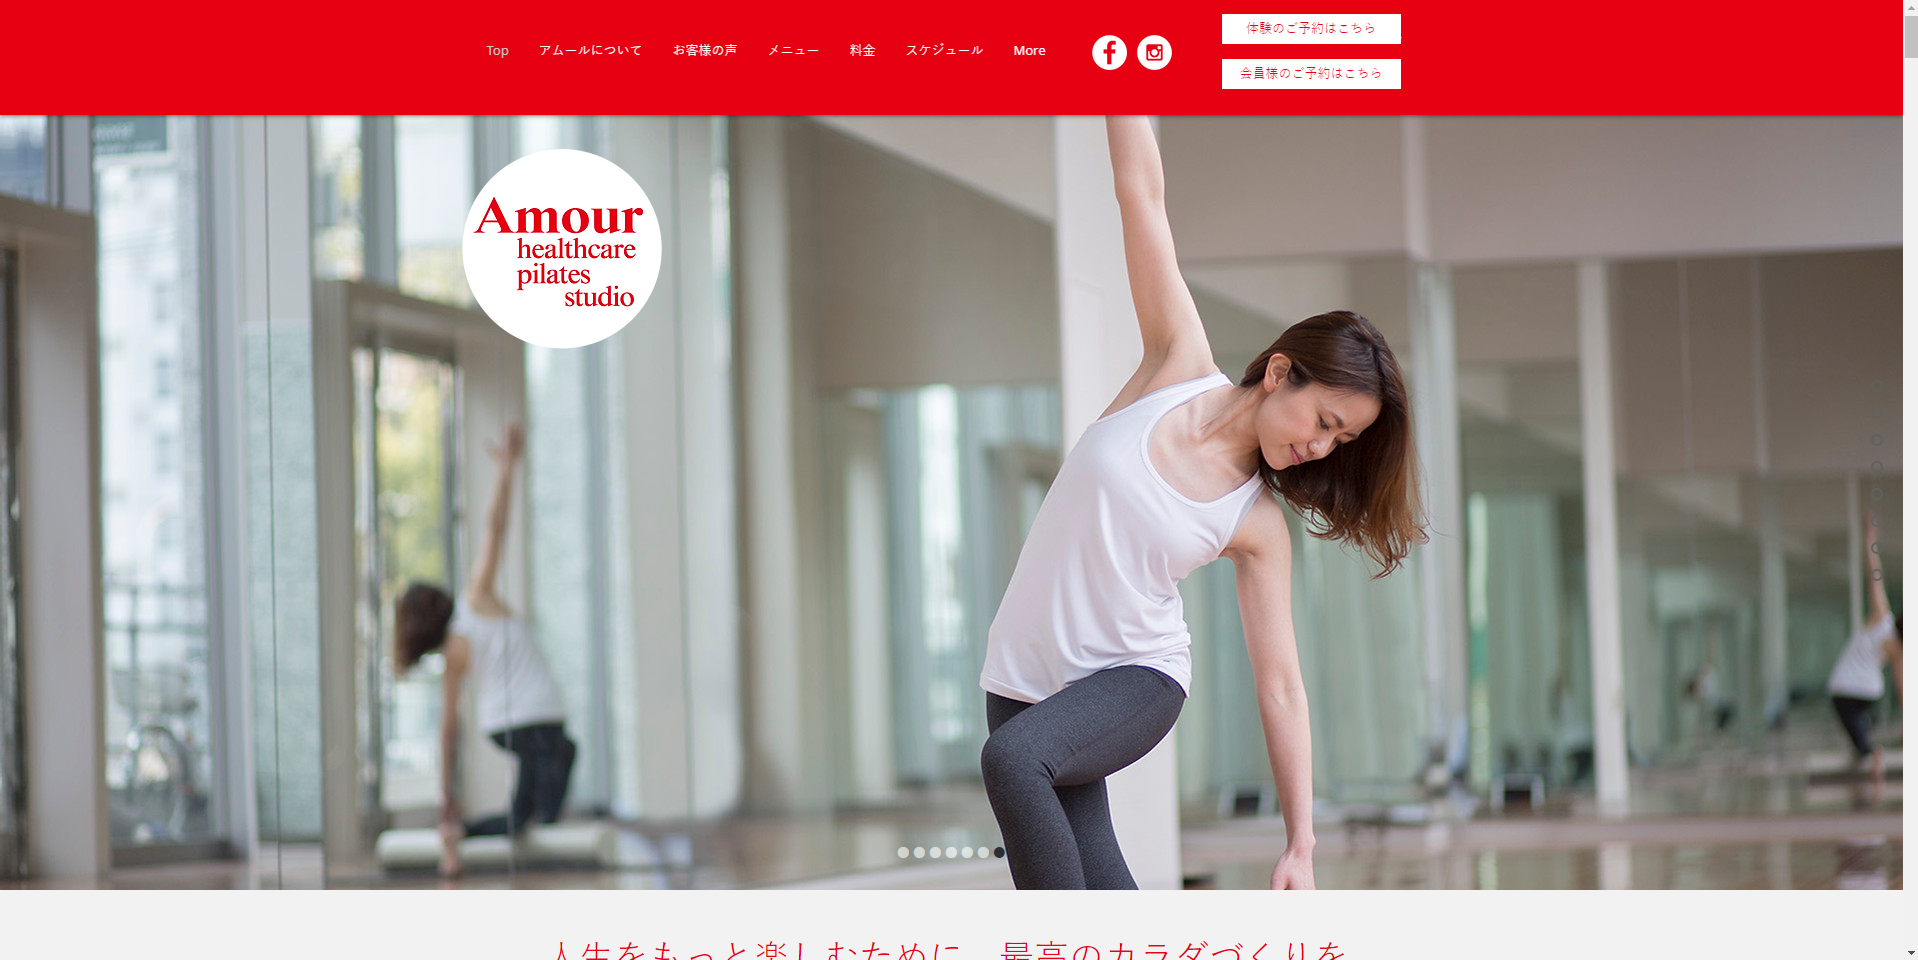 Top アムールについて お客様の声 メニュー 料金 スケジュール More
体験のご予約はこちら
会員様のご予約はこちら
Amour
healthcare
pilates
studio
人生をもっと楽しむために、最高のカラダづくりを